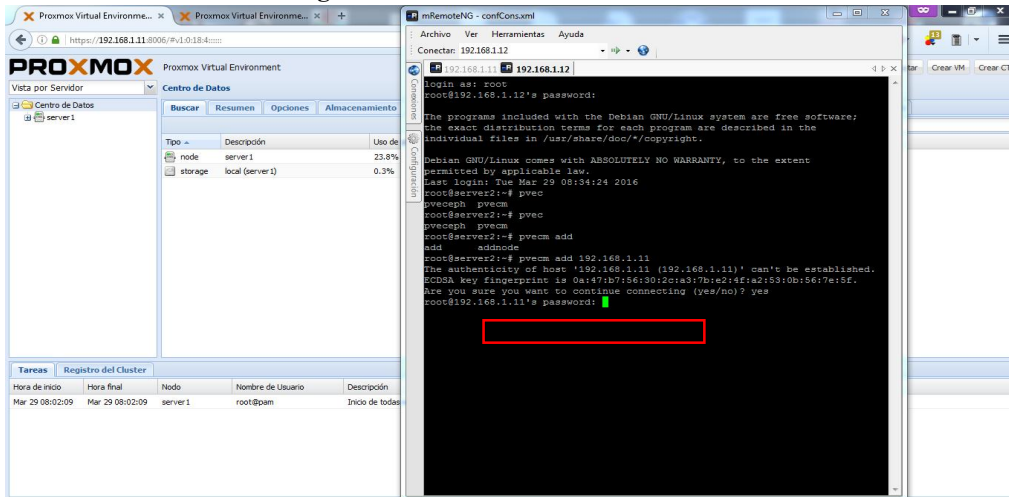 Proxmox Virtual Environme... ×
Proxmox Virtual Environme... ×
+
https://192.168.1.11:8006/#v1:0:18:4::::::
PROXMOX
Proxmox Virtual Environment
Vista por Servidor
Centro de Datos
server1
Centro de Datos
Buscar
Resumen
Opciones
Almacenamiento
Tipo
Descripción
Uso de
node
server1
23.8%
storage
local (server1)
0.3%
Tareas
Registro del Cluster
Hora de inicio
Hora final
Nodo
Nombre de Usuario
Descripción
Mar 29 08:02:09
Mar 29 08:02:09
server1
root@pam
Inicio de todas
mRemoteNG - confCons.xml
Archivo Ver Herramientas Ayuda
Conectar: 192.168.1.12
192.168.1.11
192.168.1.12
Conexiones
Configuración
login as: root
root@192.168.1.12's password:
The programs included with the Debian GNU/Linux system are free software;
the exact distribution terms for each program are described in the
individual files in /usr/share/doc/*/copyright.
Debian GNU/Linux comes with ABSOLUTELY NO WARRANTY, to the extent
permitted by applicable law.
Last login: Tue Mar 29 08:34:24 2016
root@server2:~# pvec
pveceph pvecm
root@server2:~# pvec
pveceph pvecm
root@server2:~# pvecm add
add addnode
root@server2:~# pvecm add 192.168.1.11
The authenticity of host '192.168.1.11 (192.168.1.11)' can't be established.
ECDSA key fingerprint is 0a:47:b7:56:30:2c:a3:7b:e2:4f:a2:53:0b:56:7e:5f.
Are you sure you want to continue connecting (yes/no)? yes
root@192.168.1.11's password:
tar
Crear VM
Crear CT